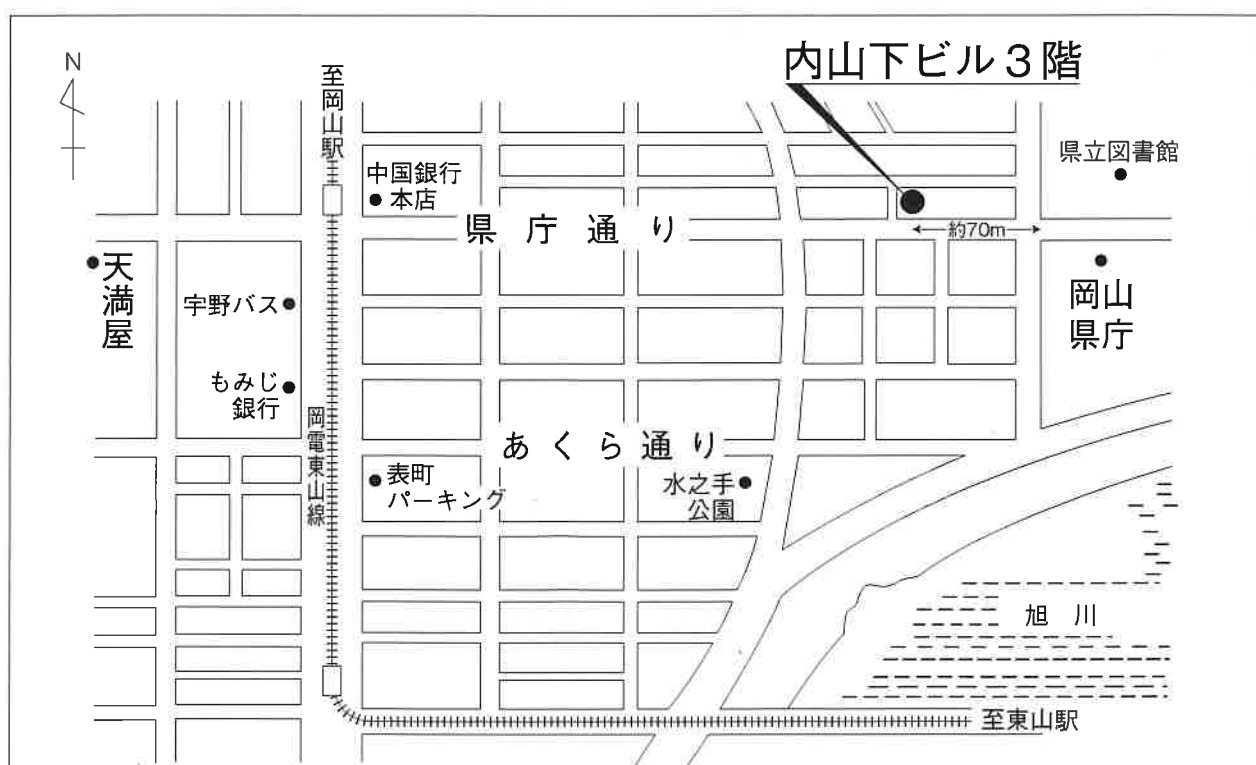 内山下ビル3階
N
至岡山駅
中国銀行
本店
県立図書館
県庁通り
約70m
天満屋
宇野バス
岡山
県庁
もみじ
銀行
岡電東山線
あくら通り
表町
パーキング
水之手
公園
旭川
至東山駅